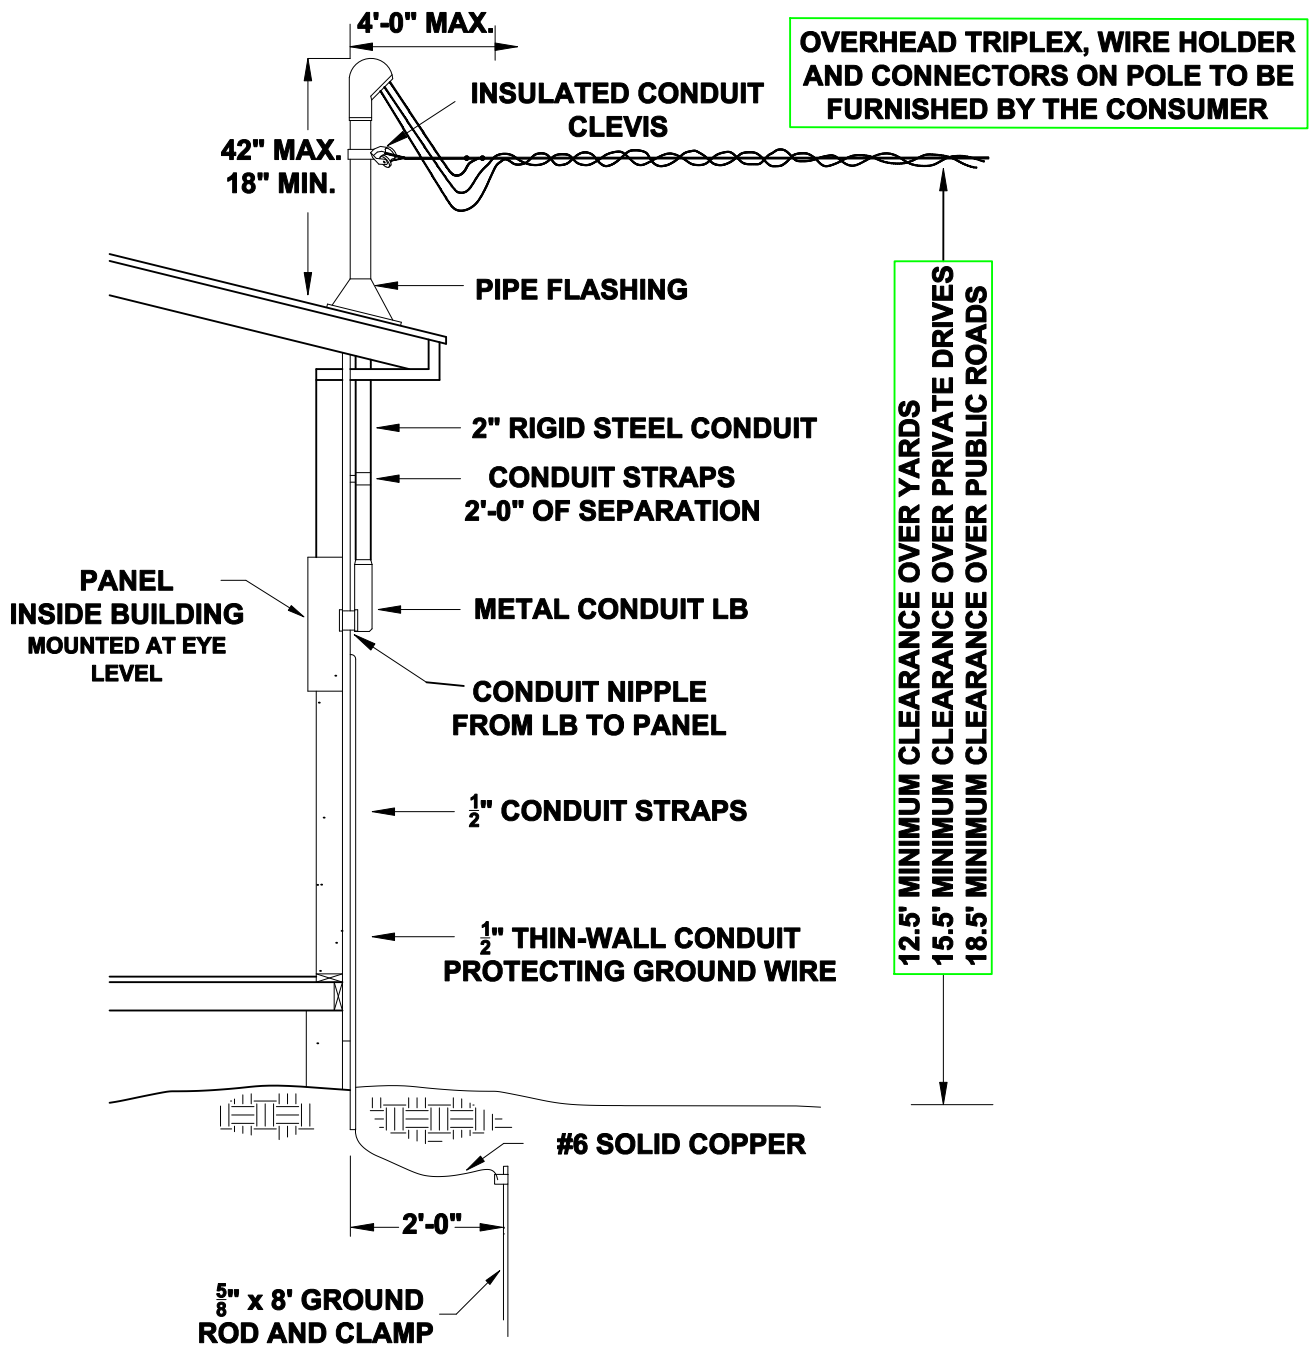 4'-0" MAX.
OVERHEAD TRIPLEX, WIRE HOLDER
AND CONNECTORS ON POLE TO BE
FURNISHED BY THE CONSUMER
INSULATED CONDUIT
CLEVIS
42" MAX.
18" MIN.
PIPE FLASHING
2" RIGID STEEL CONDUIT
CONDUIT STRAPS
2'-0" OF SEPARATION
PANEL
INSIDE BUILDING
MOUNTED AT EYE
LEVEL
METAL CONDUIT LB
CONDUIT NIPPLE
FROM LB TO PANEL
½" CONDUIT STRAPS
½" THIN-WALL CONDUIT
PROTECTING GROUND WIRE
12.5' MINIMUM CLEARANCE OVER YARDS
15.5' MINIMUM CLEARANCE OVER PRIVATE DRIVES
18.5' MINIMUM CLEARANCE OVER PUBLIC ROADS
#6 SOLID COPPER
2'-0"
⅝" x 8' GROUND
ROD AND CLAMP